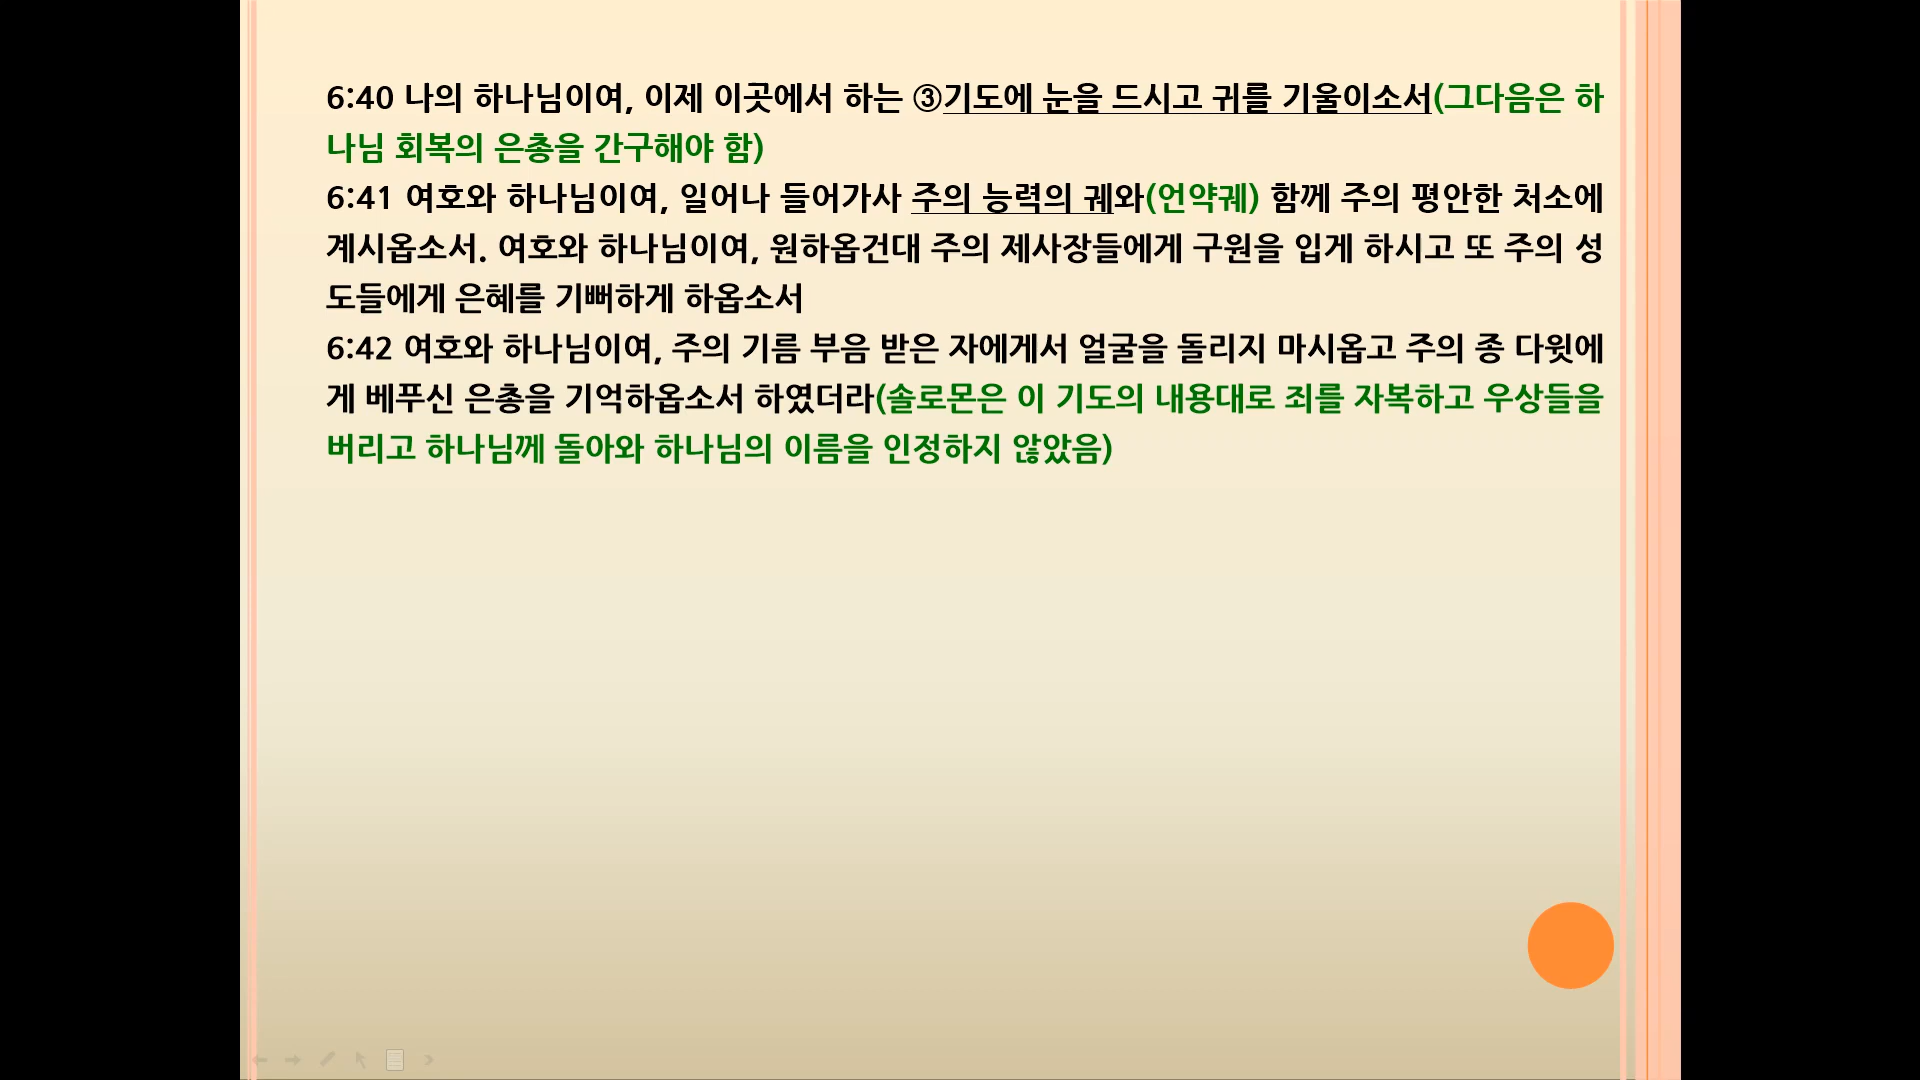 6:40 나의 하나님이여, 이제 이곳에서 하는 ③기도에 눈을 드시고 귀를 기울이소서(그다음은 하
나님 회복의 은총을 간구해야 함)
6:41 여호와 하나님이여, 일어나 들어가사 주의 능력의 궤와(언약궤) 함께 주의 평안한 처소에
계시옵소서. 여호와 하나님이여, 원하옵건대 주의 제사장들에게 구원을 입게 하시고 또 주의 성
도들에게 은혜를 기뻐하게 하옵소서
6:42 여호와 하나님이여, 주의 기름 부음 받은 자에게서 얼굴을 돌리지 마시옵고 주의 종 다윗에
게 베푸신 은총을 기억하옵소서 하였더라(솔로몬은 이 기도의 내용대로 죄를 자복하고 우상들을
버리고 하나님께 돌아와 하나님의 이름을 인정하지 않았음)